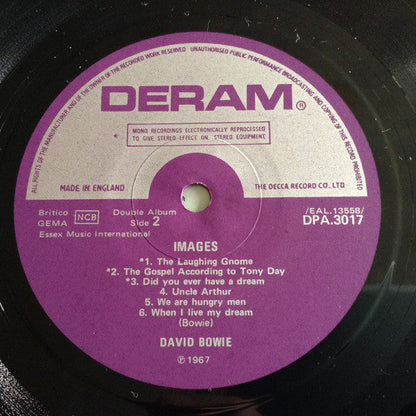 ALL RIGHTS OF THE MANUFACTURER AND OF THE OWNER OF THE RECORDED WORK RESERVED UNAUTHORISED PUBLIC PERFORMANCE BROADCASTING AND COPYING OF THIS RECORD PROHIBITED
DERAM®
* MONO RECORDINGS ELECTRONICALLY REPROCESSED
TO GIVE STEREO EFFECT ON STEREO EQUIPMENT
MADE IN ENGLAND THE DECCA RECORD CO. LTD
Britico NCB Double Album /EAL.13558/
GEMA Side 2 DPA.3017
Essex Music International
IMAGES
*1. The Laughing Gnome
*2. The Gospel According to Tony Day
*3. Did you ever have a dream
4. Uncle Arthur
5. We are hungry men
6. When I live my dream
(Bowie)
DAVID BOWIE
℗ 1967